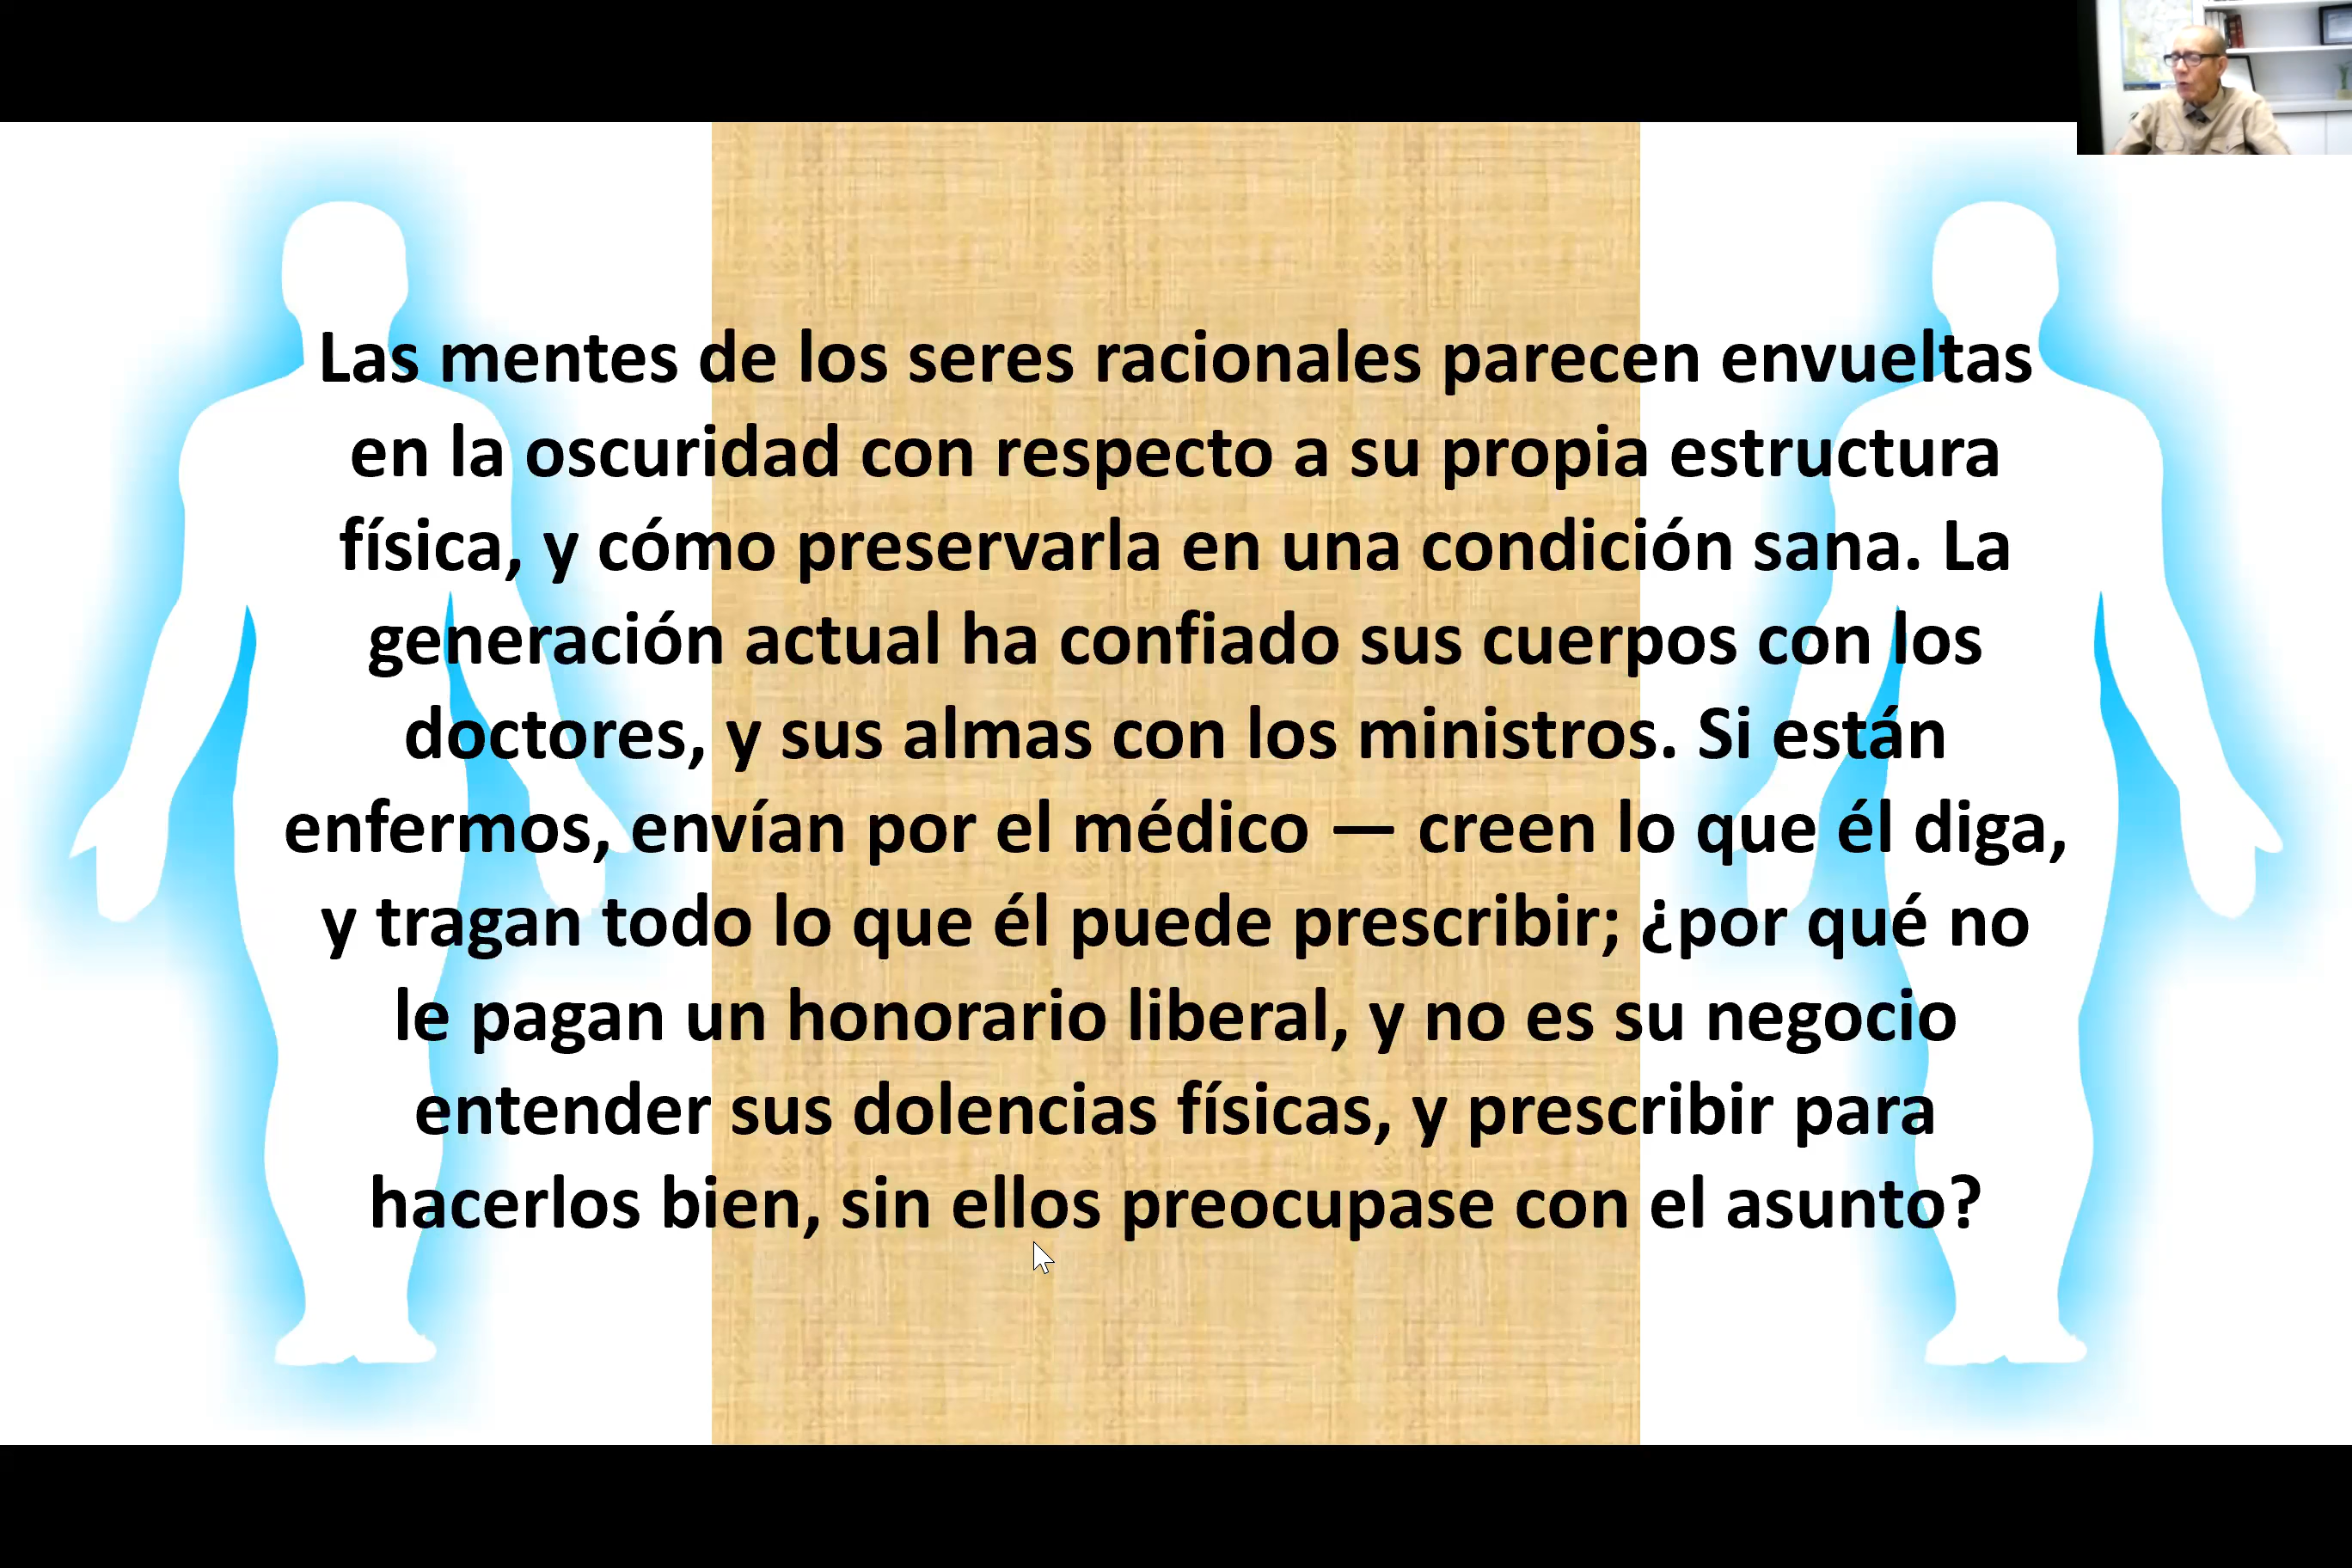 Las mentes de los seres racionales parecen envueltas
en la oscuridad con respecto a su propia estructura
física, y cómo preservarla en una condición sana. La
generación actual ha confiado sus cuerpos con los
doctores, y sus almas con los ministros. Si están
enfermos, envían por el médico — creen lo que él diga,
y tragan todo lo que él puede prescribir; ¿por qué no
le pagan un honorario liberal, y no es su negocio
entender sus dolencias físicas, y prescribir para
hacerlos bien, sin ellos preocupase con el asunto?